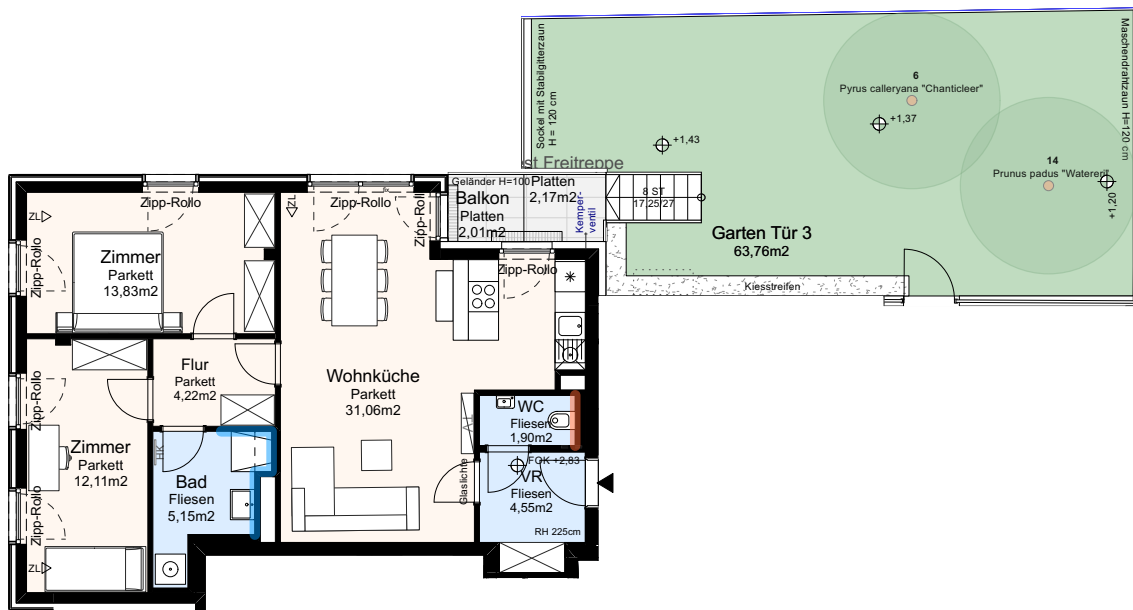 Sockel mit Stabilgitterzaun
H = 120 cm
Maschendrahtzaun H=120 cm
6
Pyrus calleryana "Chanticleer"
+1,37
+1,43
14
Prunus padus "Watereri"
+1,20
st Freitreppe
Geländer H=100
Platten
2,17m2
Balkon
Platten
2,01m2
Kemper-
ventil
8 ST
17,25/27
Garten Tür 3
63,76m2
Kiesstreifen
ZL
Zipp-Rollo
Zipp-Rollo
ZL
Zipp-Rollo
fix
Zipp-Rollo
Zipp-Rollo
Zimmer
Parkett
13,83m2
Flur
Parkett
4,22m2
Wohnküche
Parkett
31,06m2
Zipp-Rollo
Zimmer
Parkett
12,11m2
Zipp-Rollo
ZL
HK
Bad
Fliesen
5,15m2
WC
Fliesen
1,90m2
Glaslichte
FOK +2,83
VR
Fliesen
4,55m2
RH 225cm